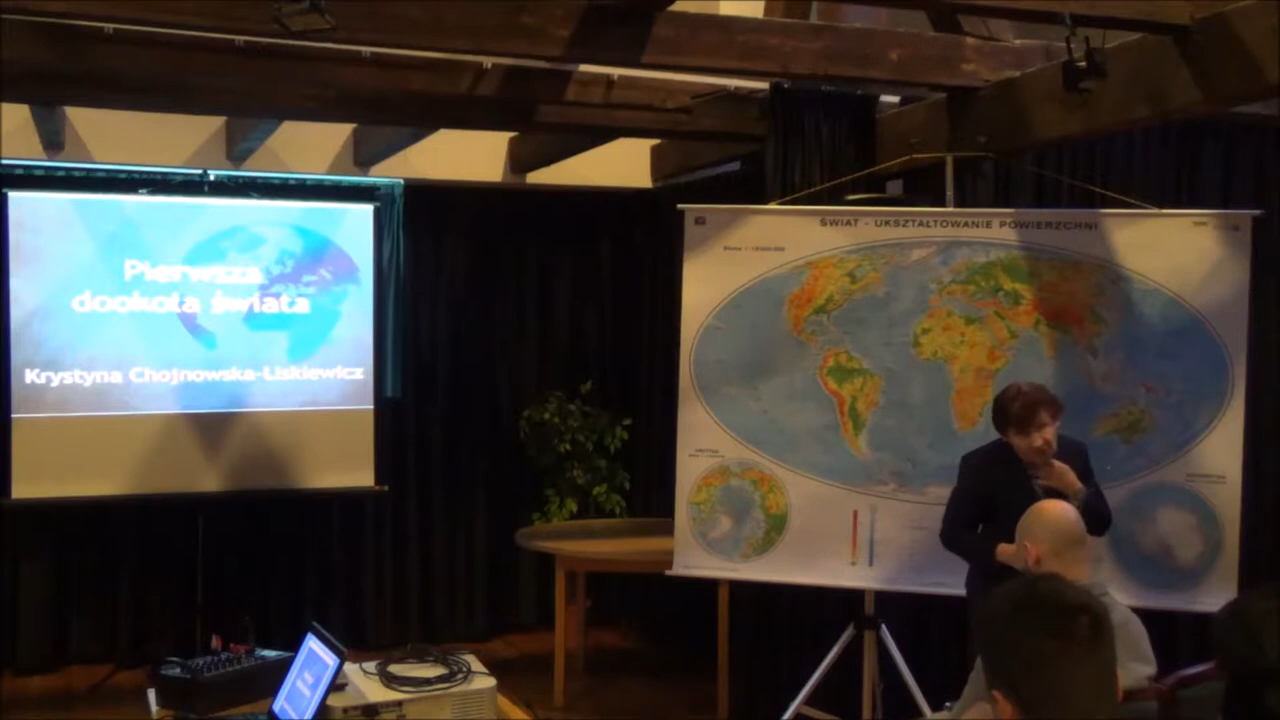 Pierwsza
dookoła świata
Krystyna Chojnowska-Liskiewicz
ŚWIAT - UKSZTAŁTOWANIE POWIERZCHNI